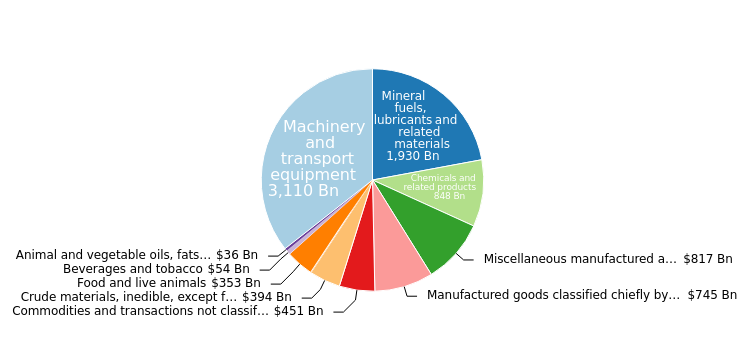 Mineral
fuels,
lubricants and
related
materials
1,930 Bn
Machinery
and
transport
equipment
3,110 Bn
Chemicals and
related products
848 Bn
Animal and vegetable oils, fats… $36 Bn
Beverages and tobacco $54 Bn
Food and live animals $353 Bn
Crude materials, inedible, except f… $394 Bn
Commodities and transactions not classif… $451 Bn
Miscellaneous manufactured a… $817 Bn
Manufactured goods classified chiefly by… $745 Bn